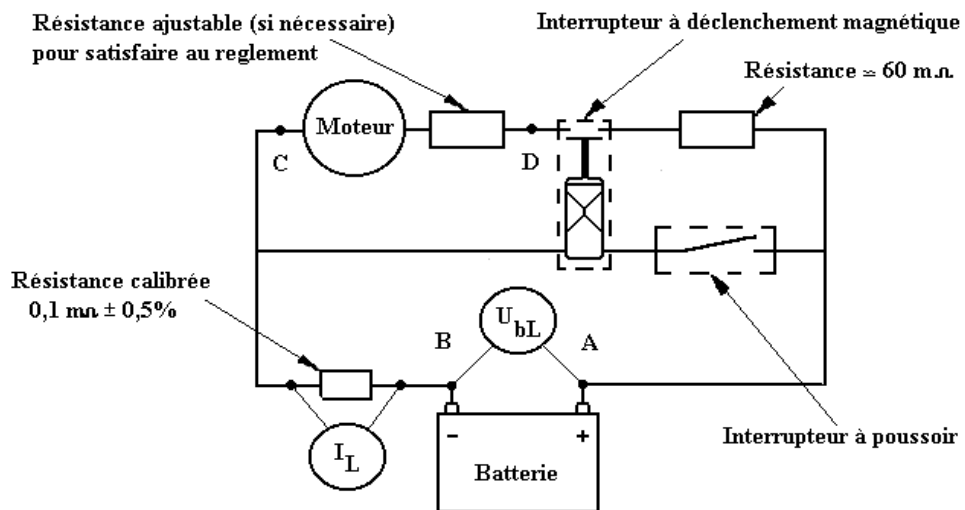 Résistance ajustable (si nécessaire)
pour satisfaire au reglement
Interrupteur à déclenchement magnétique
Résistance ≃ 60 m.n.
Moteur
C
D
Résistance calibrée
0,1 mn ± 0,5%
B
U bL
A
I L
- +
Batterie
Interrupteur à poussoir